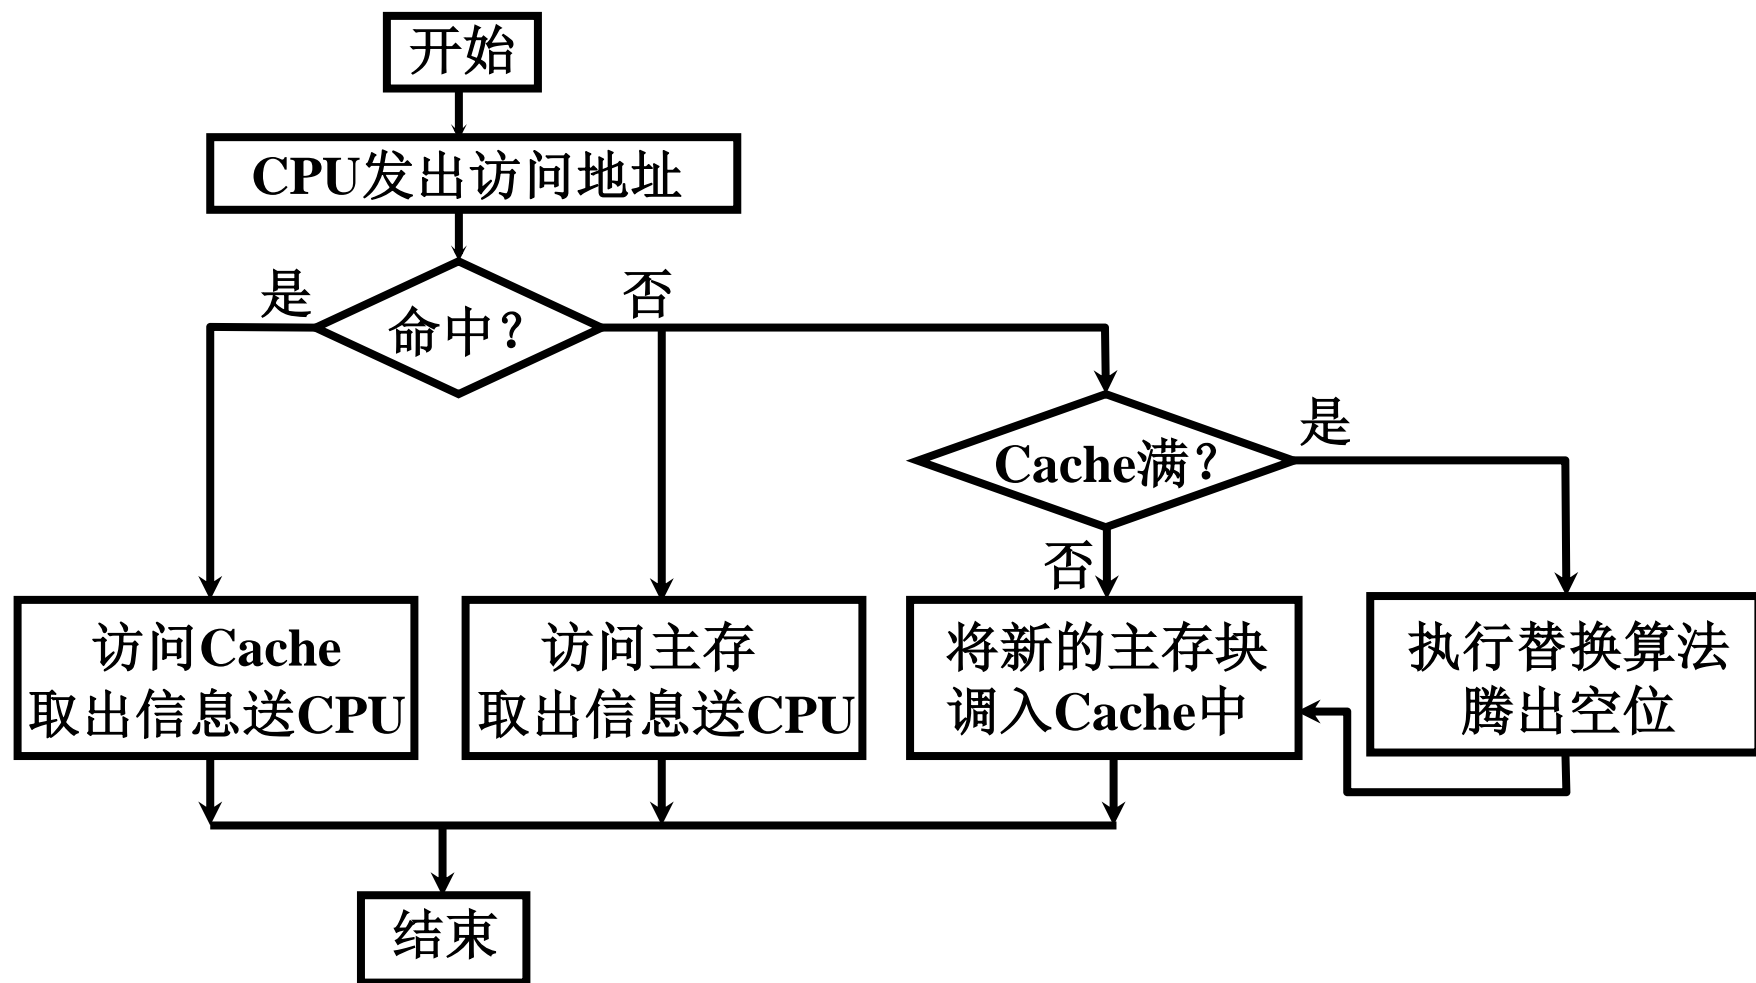 开始
CPU发出访问地址
是
否
命中？
是
Cache满？
否
访问Cache
取出信息送CPU
访问主存
取出信息送CPU
将新的主存块
调入Cache中
执行替换算法
腾出空位
结束